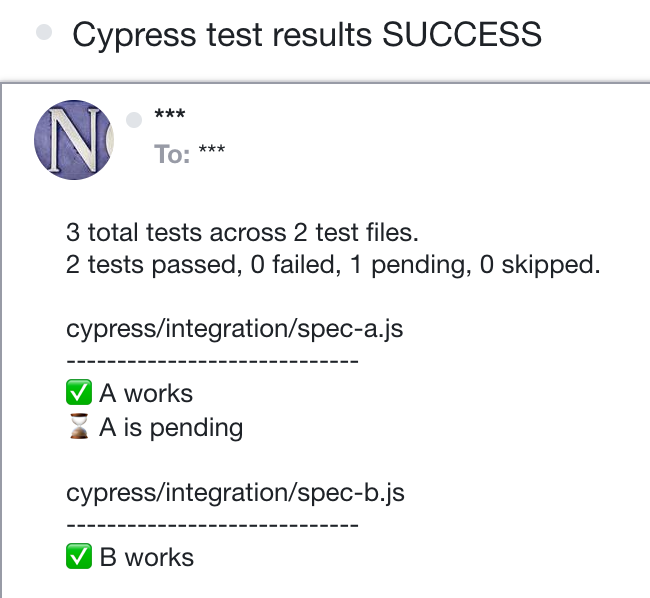 Cypress test results SUCCESS
N
***
To: ***
3 total tests across 2 test files.
2 tests passed, 0 failed, 1 pending, 0 skipped.
cypress/integration/spec-a.js
-----------------------------
✅ A works
⏳ A is pending
cypress/integration/spec-b.js
-----------------------------
✅ B works